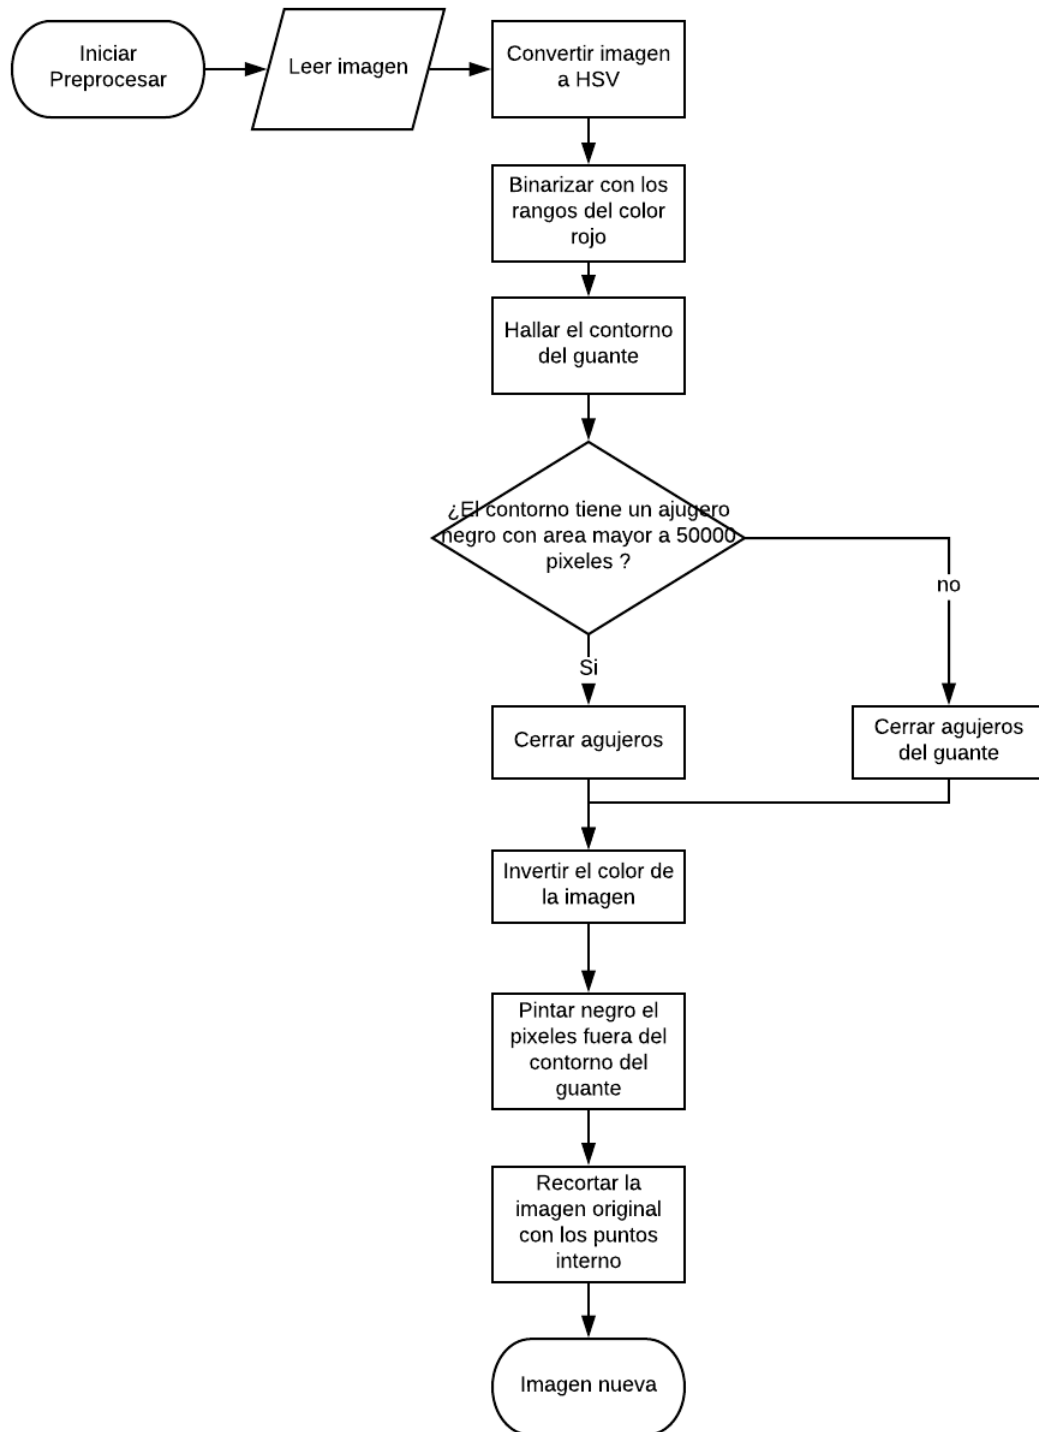 Iniciar
Preprocesar
Leer imagen
Convertir imagen
a HSV
Binarizar con los
rangos del color
rojo
Hallar el contorno
del guante
¿El contorno tiene un ajugero
negro con area mayor a 50000
pixeles ?
no
Si
Cerrar agujeros
Cerrar agujeros
del guante
Invertir el color de
la imagen
Pintar negro el
pixeles fuera del
contorno del
guante
Recortar la
imagen original
con los puntos
interno
Imagen nueva